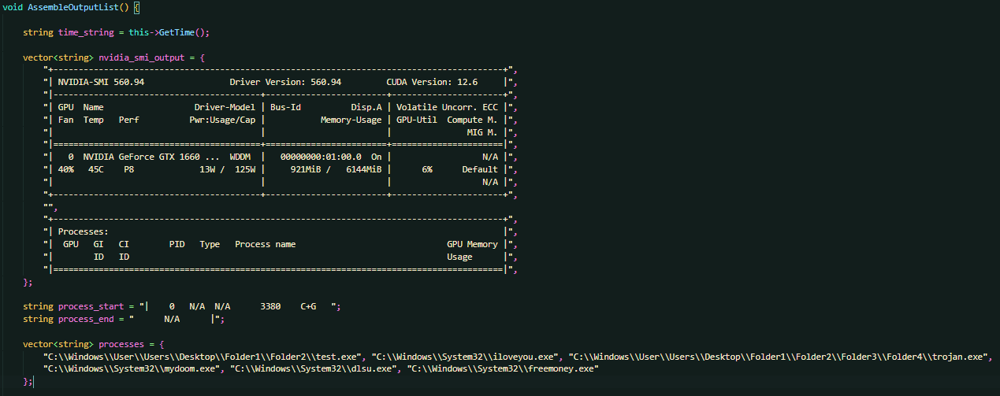 void AssembleOutputList() {
    string time_string = this->GetTime();
    vector<string> nvidia_smi_output = {
        "+-----------------------------------------------------------------------------------------+",
        "| NVIDIA-SMI 560.94                 Driver Version: 560.94         CUDA Version: 12.6     |",
        "|-----------------------------------------+------------------------+----------------------+",
        "| GPU  Name                  Driver-Model | Bus-Id          Disp.A | Volatile Uncorr. ECC |",
        "| Fan  Temp   Perf          Pwr:Usage/Cap |           Memory-Usage | GPU-Util  Compute M. |",
        "|                                         |                        |               MIG M. |",
        "|=========================================+========================+======================|",
        "|   0  NVIDIA GeForce GTX 1660 ...  WDDM  |   00000000:01:00.0  On |                  N/A |",
        "| 40%   45C    P8             13W /  125W |     921MiB /   6144MiB |      6%      Default |",
        "|                                         |                        |                  N/A |",
        "+-----------------------------------------+------------------------+----------------------+",
        "",
        "+-----------------------------------------------------------------------------------------+",
        "| Processes:                                                                              |",
        "|  GPU   GI   CI        PID   Type   Process name                              GPU Memory |",
        "|        ID   ID                                                               Usage      |",
        "|=========================================================================================|",
    };
    string process_start = "|    0   N/A  N/A      3380    C+G   ";
    string process_end = "      N/A      |";
    vector<string> processes = {
        "C:\\Windows\\User\\Users\\Desktop\\Folder1\\Folder2\\test.exe", "C:\\Windows\\System32\\iloveyou.exe", "C:\\Windows\\User\\Users\\Desktop\\Folder1\\Folder2\\Folder3\\Folder4\\trojan.exe",
        "C:\\Windows\\System32\\mydoom.exe", "C:\\Windows\\System32\\dlsu.exe", "C:\\Windows\\System32\\freemoney.exe"
    };